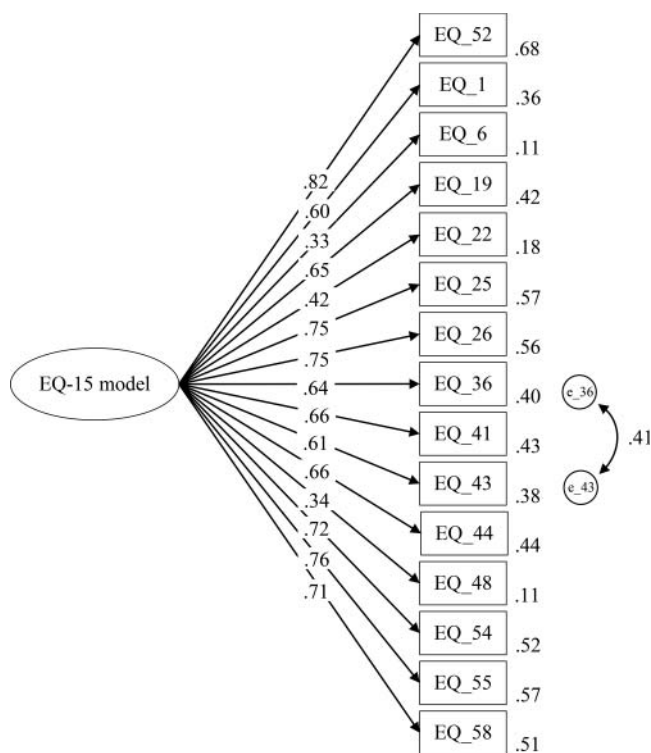 EQ_52 .68
EQ_1 .36
EQ_6 .11
.82 EQ_19 .42
.60
.33 EQ_22 .18
.65
.42 EQ_25 .57
.75
.75 EQ_26 .56
EQ-15 model .64 EQ_36 .40 e_36
.66 EQ_41 .43 .41
.61
.66 EQ_43 .38 e_43
.34
.72 EQ_44 .44
.76
.71 EQ_48 .11
EQ_54 .52
EQ_55 .57
EQ_58 .51